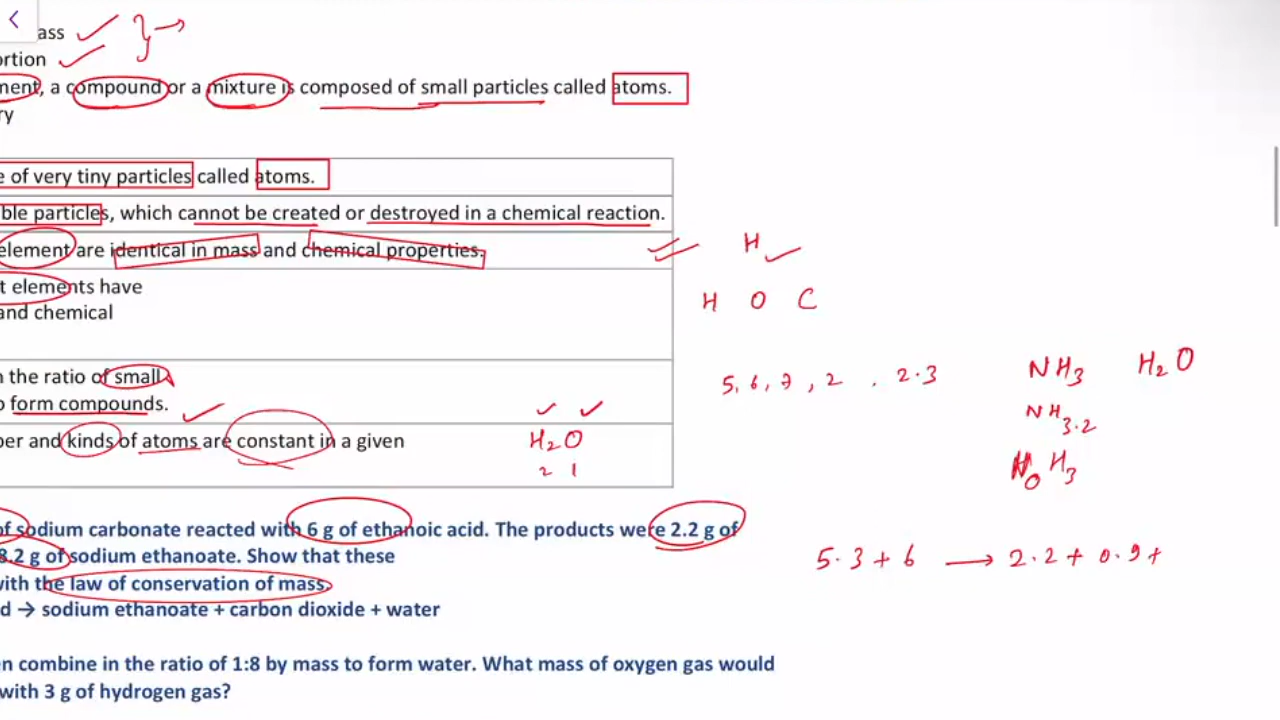 ass
ortion
ment, a compound or a mixture is composed of small particles called atoms.
ry
e of very tiny particles called atoms.
ble particles, which cannot be created or destroyed in a chemical reaction.
element are identical in mass and chemical properties.
H
t elements have
H O C
and chemical
n the ratio of small
5, 6, 7, 2, 2.3
NH3 H2O
o form compounds.
NH3.2
ber and kinds of atoms are constant in a given
H2O
2 1
H3
of sodium carbonate reacted with 6 g of ethanoic acid. The products were 2.2 g of
8.2 g of sodium ethanoate. Show that these
5.3 + 6 → 2.2 + 0.9 +
with the law of conservation of mass.
d → sodium ethanoate + carbon dioxide + water
en combine in the ratio of 1:8 by mass to form water. What mass of oxygen gas would
with 3 g of hydrogen gas?